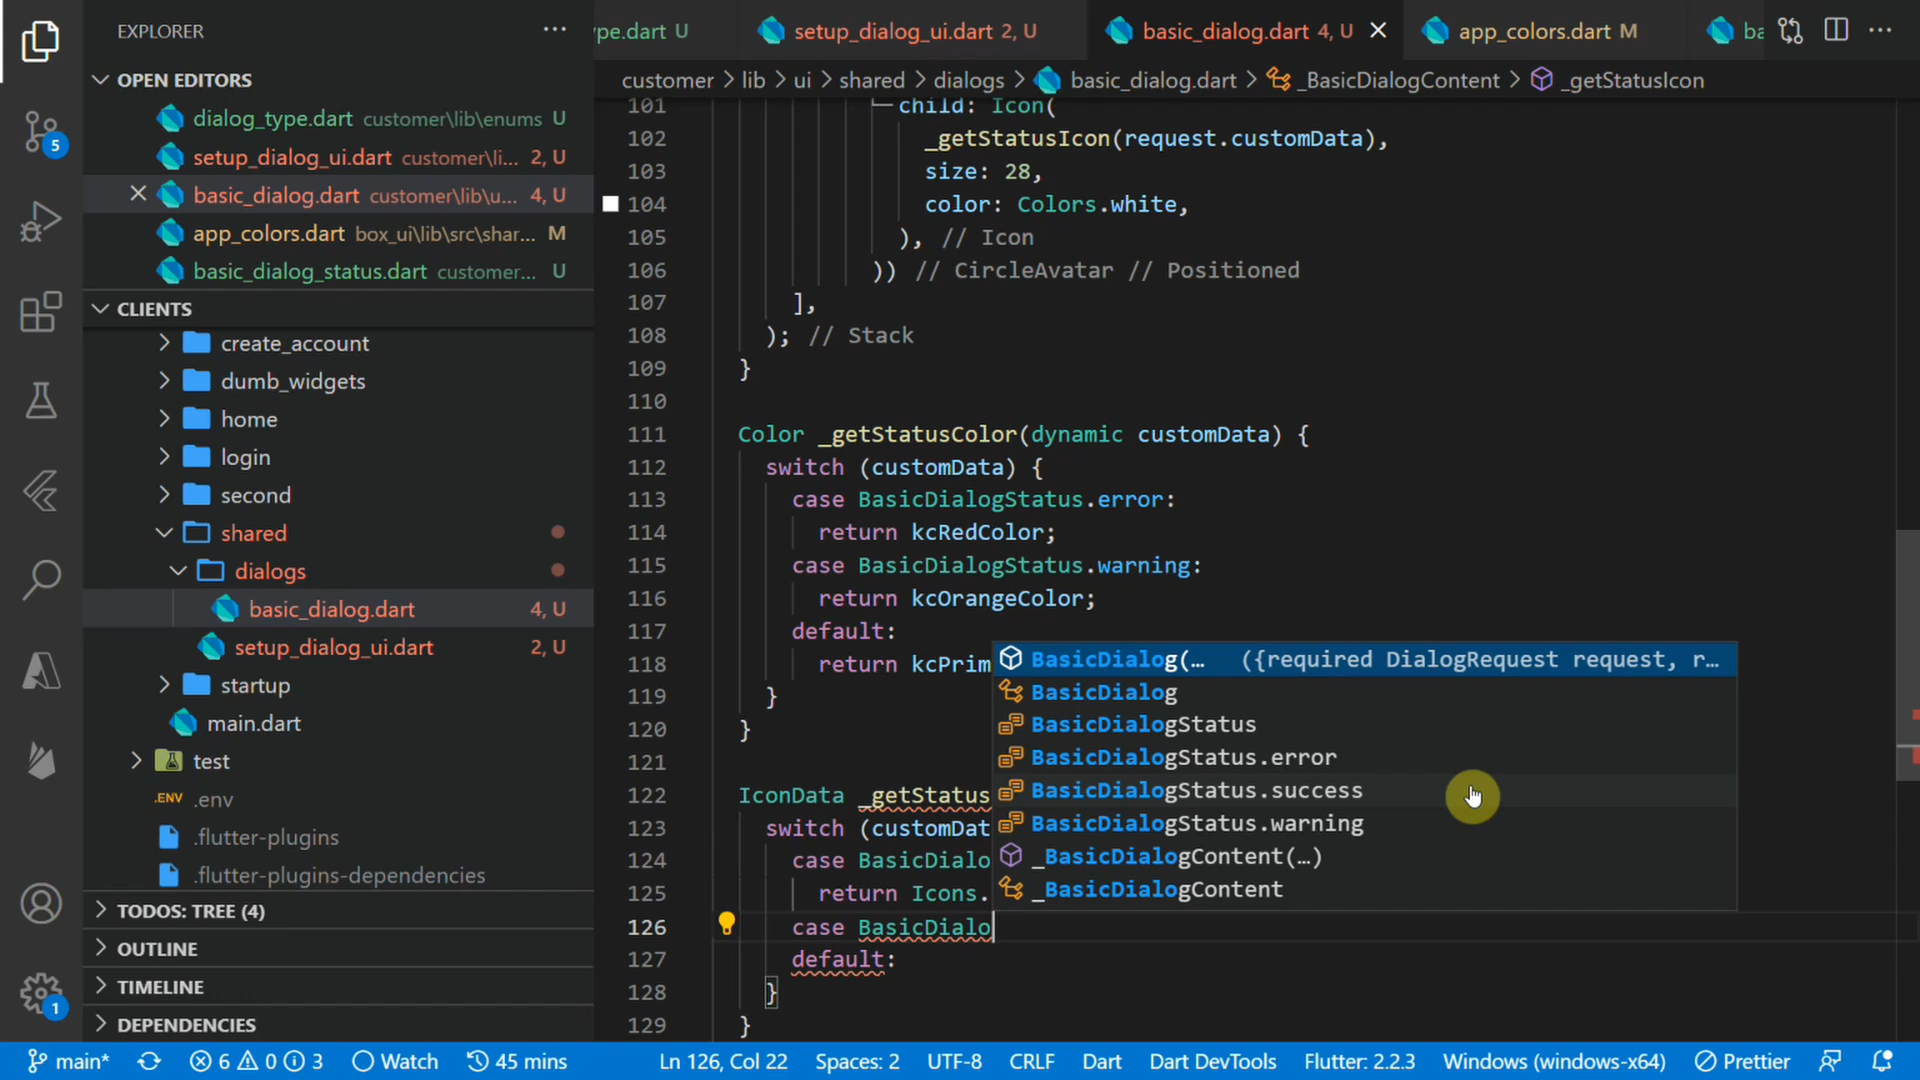 EXPLORER
OPEN EDITORS
dialog_type.dart customer\lib\enums U
setup_dialog_ui.dart customer\li... 2, U
basic_dialog.dart customer\lib\u... 4, U
app_colors.dart box_ui\lib\src\shar... M
basic_dialog_status.dart customer... U
CLIENTS
create_account
dumb_widgets
home
login
second
shared
dialogs
basic_dialog.dart 4, U
setup_dialog_ui.dart 2, U
startup
main.dart
test
.ENV .env
.flutter-plugins
.flutter-plugins-dependencies
TODOS: TREE (4)
OUTLINE
TIMELINE
DEPENDENCIES
5
1
ype.dart U
setup_dialog_ui.dart 2, U
basic_dialog.dart 4, U
app_colors.dart M
ba
customer > lib > ui > shared > dialogs > basic_dialog.dart > _BasicDialogContent > _getStatusIcon
101 child: Icon(
102 _getStatusIcon(request.customData),
103 size: 28,
104 color: Colors.white,
105 ), // Icon
106 )) // CircleAvatar // Positioned
107 ],
108 ); // Stack
109 }
110
111 Color _getStatusColor(dynamic customData) {
112 switch (customData) {
113 case BasicDialogStatus.error:
114 return kcRedColor;
115 case BasicDialogStatus.warning:
116 return kcOrangeColor;
117 default:
118 return kcPrim
119 }
120 }
121
122 IconData _getStatus
123 switch (customDat
124 case BasicDialo
125 return Icons.
126 case BasicDialo
127 default:
128 }
129 }
BasicDialog(... ({required DialogRequest request, r...
BasicDialog
BasicDialogStatus
BasicDialogStatus.error
BasicDialogStatus.success
BasicDialogStatus.warning
_BasicDialogContent(...)
_BasicDialogContent
main* 6 0 3 Watch 45 mins Ln 126, Col 22 Spaces: 2 UTF-8 CRLF Dart Dart DevTools Flutter: 2.2.3 Windows (windows-x64) Prettier